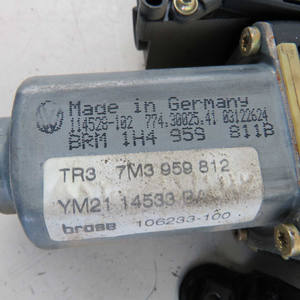 Made in Germany
114528-102 774.30025.41 03122624
BRM 1H4 959 811B
TR3 7M3 959 812
YM21 14533
brose 106233-100